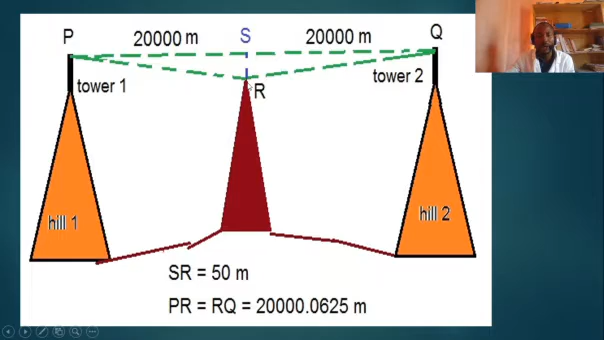 P 20000 m S 20000 m Q
tower 1
tower 2
R
hill 1
hill 2
SR = 50 m
PR = RQ = 20000.0625 m